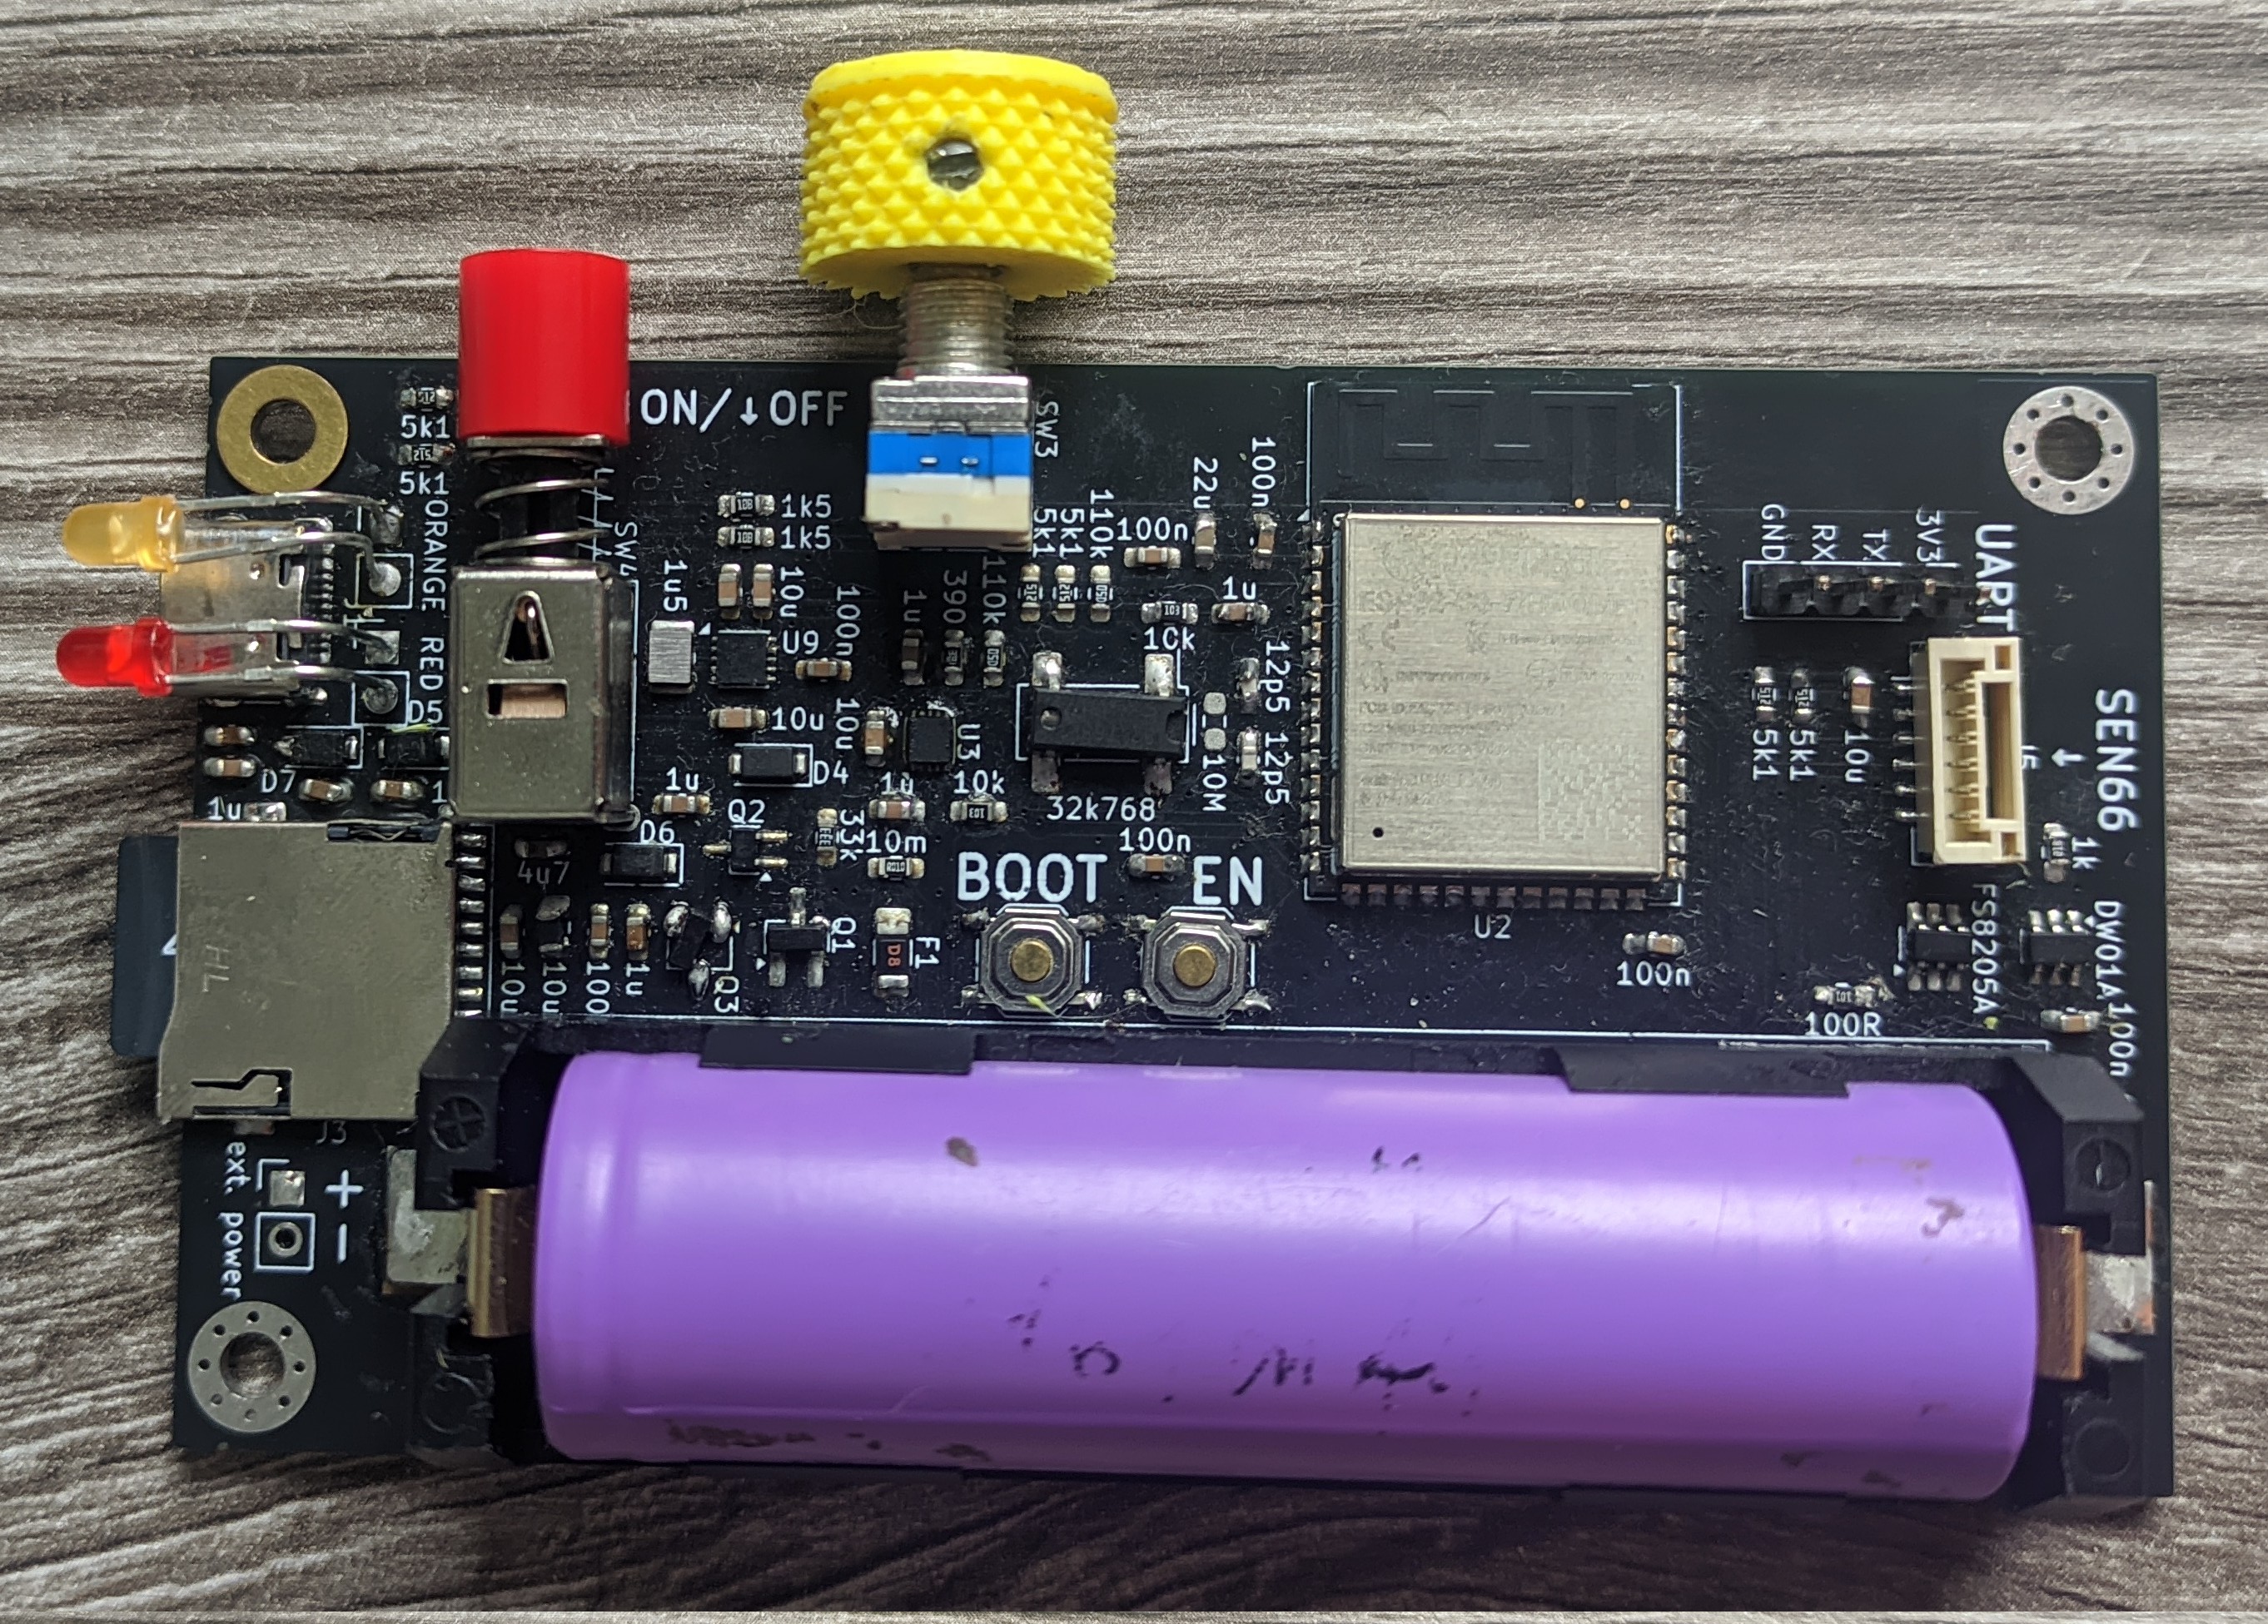 5k1
5k1
ON/↓OFF
SW3
ORANGE
RED
D5
SW4
1k5
1k5
1u5
10u
U9
100n
10u
10u
D4
1u
390
110k
5k1
5k1
110k
100n
22u
100n
1u
10k
12p5
12p5
10M
U3
1u
10k
32k768
D7
1u
1u
D6
Q2
33k
10m
100n
BOOT
EN
4u7
10u
10u
100
1u
Q3
Q1
D8
F1
U2
100n
GND
RX
TX
3V3
UART
5k1
5k1
10u
SEN66
J5
1k
FS8205A
DW01A
100n
100R
HL
J3
ext. power
+
-